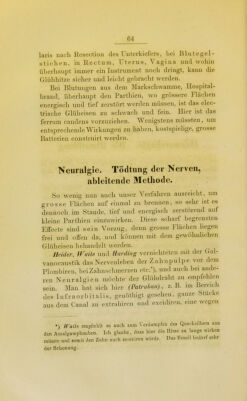 64
laris nach Resection des Unterkiefers, bei Blutegel-
stichen, in Rectum, Uterus, Vagina und wohin
überhaupt immer ein Instrument noch dringt, kann die
Glühhitze sicher und leicht gebracht werden.
Bei Blutungen aus dem Markschwamme, Hospital-
brand, überhaupt den Parthien, wo grössere Flächen
energisch und tief zerstört werden müssen, ist das elec-
trische Glüheisen zu schwach und fein. Hier ist das
ferrum candens vorzuziehen. Wenigstens müssten, um
entsprechende Wirkungen zu haben, kostspielige, grosse
Batterien construirt werden.
Neuralgie. Tödtung der Nerven,
ableitende Methode.
So wenig nun auch unser Verfahren ausreicht, um
grosse Flächen auf einmal zu brennen, so sehr ist es
dennoch im Stande, tief und energisch zerstörend auf
kleine Parthien einzuwirken. Diese scharf begrenzten
Effecte sind sein Vorzug, denn grosse Flächen liegen
frei und offen da, und können mit dem gewöhnlichen
Glüheisen behandelt werden.
Heider, Waite und Harding vernichteten mit der Gal-
vanocaustik das Nervenleben der Zahnpulpe vor dem
Plombiren, bei Zahnschmerzen etc.*), und auch bei ande-
ren Neuralgien möchte der Glühdraht zu empfehlen
sein. Man hat sich hier (Patruban), z. B. im Bereich
des Infraorbitalis, genöthigt gesehen, ganze Stücke
aus dem Canal zu extrahiren und exidiren, eine wegen
*) Waite empfiehlt es auch zum Verdampfen des Quecksilbers aus
den Amalgamplomben. Ich glaube, dass hier die Hitze zu lange wirken
müsste und somit den Zahn auch zerstören würde. Das Email bedarf sehr
der Schonung.